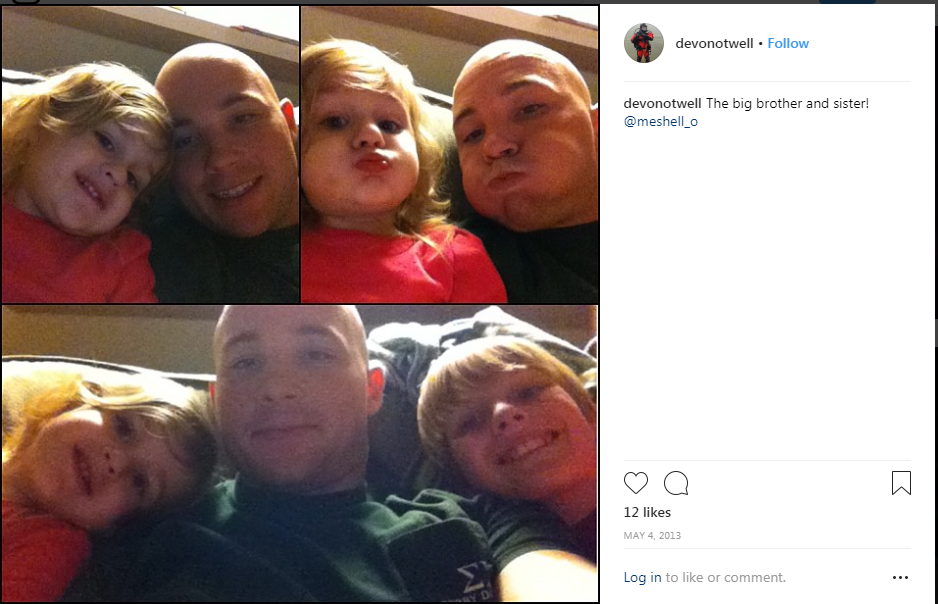 devonotwell • Follow
devonotwell The big brother and sister!
@meshell_o
12 likes
MAY 4, 2013
Log in to like or comment.